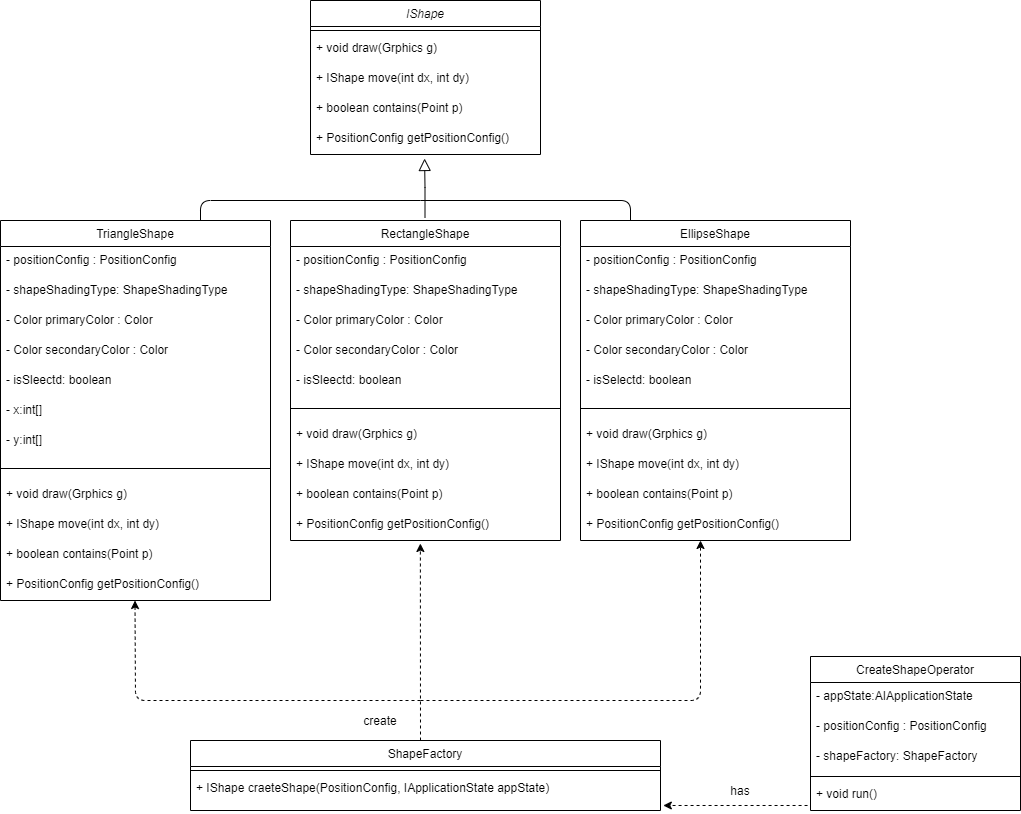 IShape
+ void draw(Grphics g)
+ IShape move(int dx, int dy)
+ boolean contains(Point p)
+ PositionConfig getPositionConfig()
TriangleShape
- positionConfig : PositionConfig
- shapeShadingType: ShapeShadingType
- Color primaryColor : Color
- Color secondaryColor : Color
- isSleectd: boolean
- x:int[]
- y:int[]
+ void draw(Grphics g)
+ IShape move(int dx, int dy)
+ boolean contains(Point p)
+ PositionConfig getPositionConfig()
RectangleShape
- positionConfig : PositionConfig
- shapeShadingType: ShapeShadingType
- Color primaryColor : Color
- Color secondaryColor : Color
- isSleectd: boolean
+ void draw(Grphics g)
+ IShape move(int dx, int dy)
+ boolean contains(Point p)
+ PositionConfig getPositionConfig()
EllipseShape
- positionConfig : PositionConfig
- shapeShadingType: ShapeShadingType
- Color primaryColor : Color
- Color secondaryColor : Color
- isSelectd: boolean
+ void draw(Grphics g)
+ IShape move(int dx, int dy)
+ boolean contains(Point p)
+ PositionConfig getPositionConfig()
create
ShapeFactory
+ IShape craeteShape(PositionConfig, IApplicationState appState)
has
CreateShapeOperator
- appState:AIApplicationState
- positionConfig : PositionConfig
- shapeFactory: ShapeFactory
+ void run()